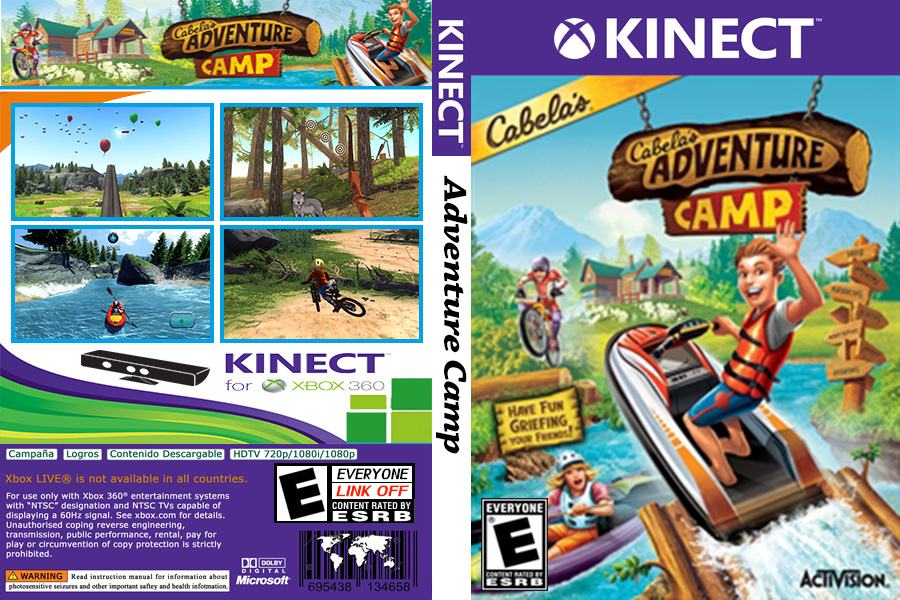 Cabela's
ADVENTURE
CAMP
KINECT™
for XBOX 360
Campaña
Logros
Contenido Descargable
HDTV 720p/1080i/1080p
Xbox LIVE® is not available in all countries.
For use only with Xbox 360® entertainment systems
with "NTSC" designation and NTSC TVs capable of
displaying a 60Hz signal. See xbox.com for details.
Unauthorised coping reverse engineering,
transmission, public performance, rental, pay for
play or circumvention of copy protection is strictly
prohibited.
WARNING Read instruction manual for information about
photosensitive seizures and other important saftey and health infotmation.
E
EVERYONE
LINK OFF
CONTENT RATED BY
ESRB
DOLBY
DIGITAL
Microsoft
695438 134658
KINECT™
Adventure Camp
KINECT™
Cabela's
Cabela's
ADVENTURE
CAMP
HAVE FUN
GRIEFING
YOUR FRIENDS!
EVERYONE
E
CONTENT RATED BY
ESRB
ACTIVISION.